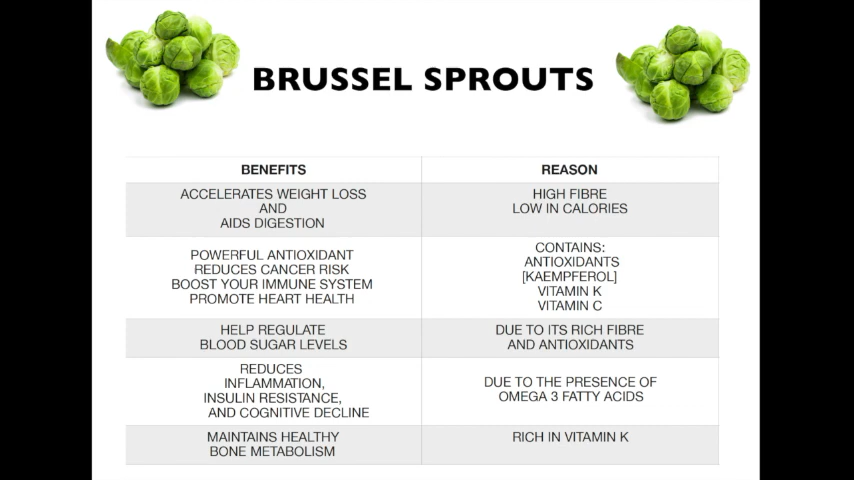 BRUSSEL SPROUTS
BENEFITS
REASON
ACCELERATES WEIGHT LOSS
AND
AIDS DIGESTION
HIGH FIBRE
LOW IN CALORIES
POWERFUL ANTIOXIDANT
REDUCES CANCER RISK
BOOST YOUR IMMUNE SYSTEM
PROMOTE HEART HEALTH
CONTAINS:
ANTIOXIDANTS
[KAEMPFEROL]
VITAMIN K
VITAMIN C
HELP REGULATE
BLOOD SUGAR LEVELS
DUE TO ITS RICH FIBRE
AND ANTIOXIDANTS
REDUCES
INFLAMMATION,
INSULIN RESISTANCE,
AND COGNITIVE DECLINE
DUE TO THE PRESENCE OF
OMEGA 3 FATTY ACIDS
MAINTAINS HEALTHY
BONE METABOLISM
RICH IN VITAMIN K